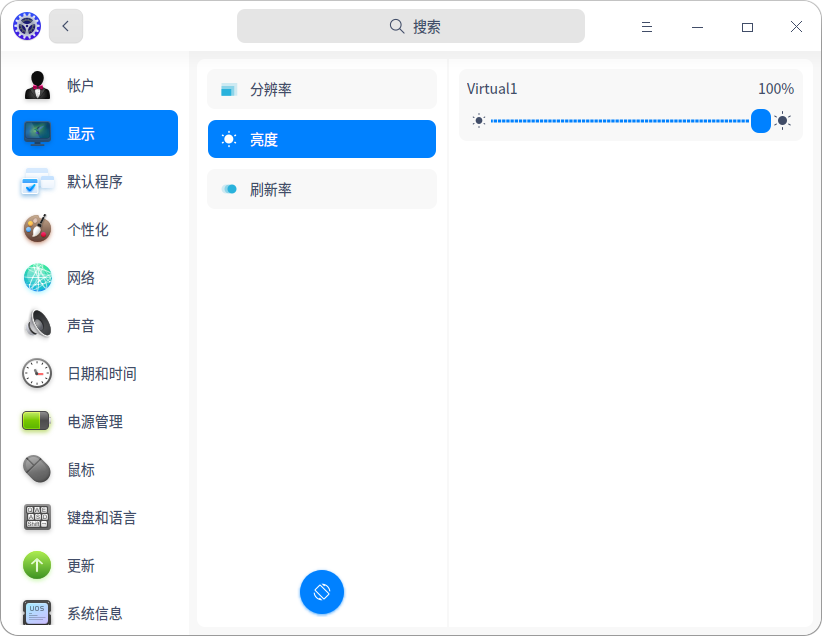 搜索
帐户
显示
默认程序
个性化
网络
声音
日期和时间
电源管理
鼠标
键盘和语言
更新
UOS
系统信息
分辨率
亮度
刷新率
Virtual1
100%